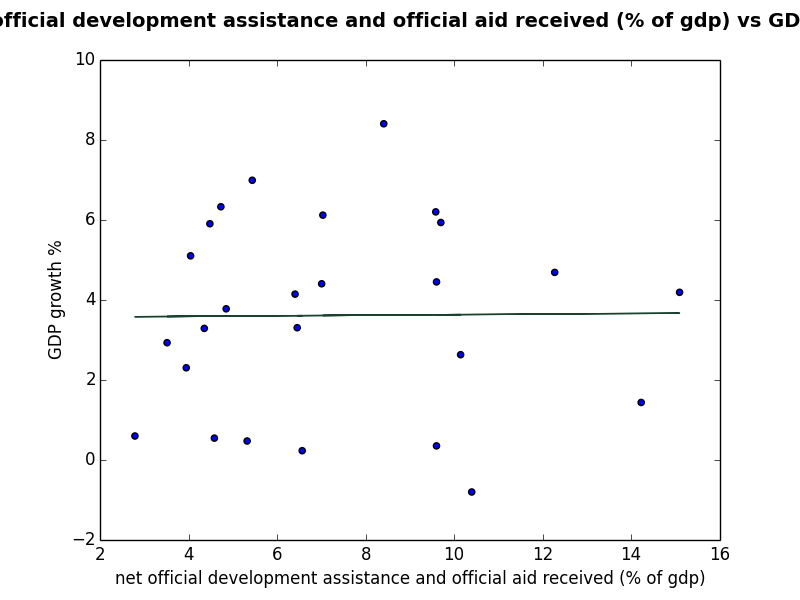 official development assistance and official aid received (% of gdp) vs GD
10
8
6
4
2
0
−2
GDP growth %
2 4 6 8 10 12 14 16
net official development assistance and official aid received (% of gdp)